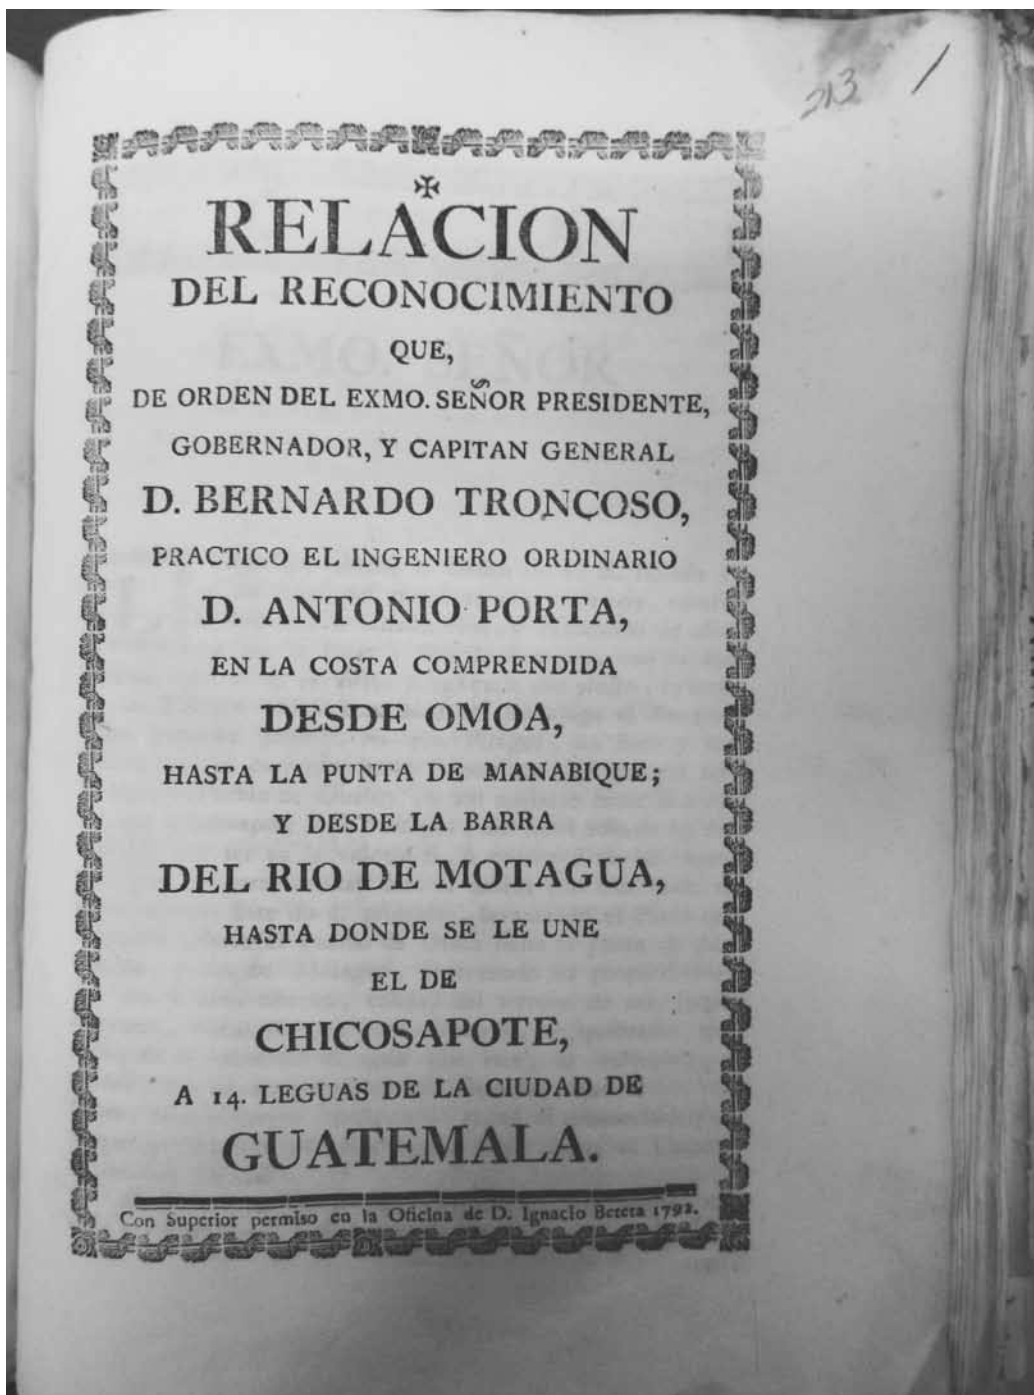 213 /
✠
RELACION
DEL RECONOCIMIENTO
QUE,
DE ORDEN DEL EXMO. SEÑOR PRESIDENTE,
GOBERNADOR, Y CAPITAN GENERAL
D. BERNARDO TRONCOSO,
PRACTICO EL INGENIERO ORDINARIO
D. ANTONIO PORTA,
EN LA COSTA COMPRENDIDA
DESDE OMOA,
HASTA LA PUNTA DE MANABIQUE;
Y DESDE LA BARRA
DEL RIO DE MOTAGUA,
HASTA DONDE SE LE UNE
EL DE
CHICOSAPOTE,
A 14. LEGUAS DE LA CIUDAD DE
GUATEMALA.
Con Superior permiso en la Oficina de D. Ignacio Beteta 1792.